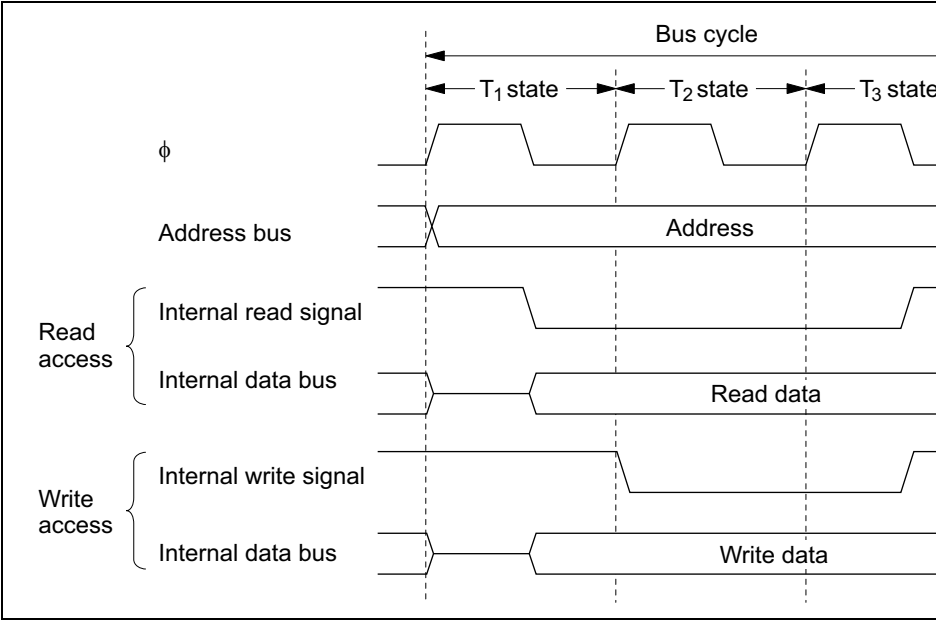 Bus cycle
T1 state T2 state T3 state
ϕ
Address bus Address
Read access
Internal read signal
Internal data bus Read data
Write access
Internal write signal
Internal data bus Write data